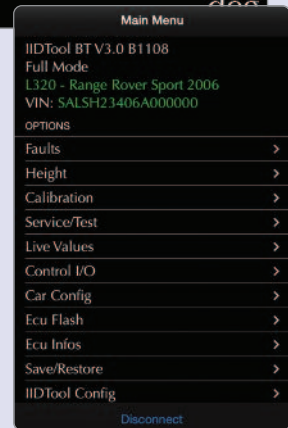 dog
Main Menu
IIDTool BT V3.0 B1108
Full Mode
L320 - Range Rover Sport 2006
VIN: SALSH23406A000000
OPTIONS
Faults
Height
Calibration
Service/Test
Live Values
Control I/O
Car Config
Ecu Flash
Ecu Infos
Save/Restore
IIDTool Config
Disconnect